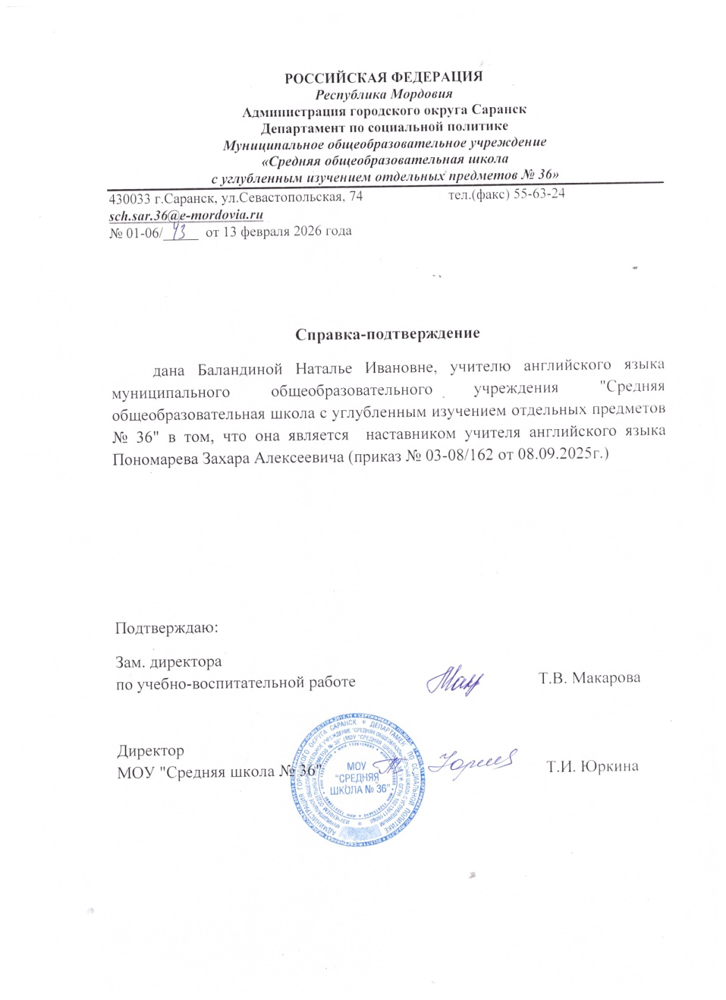 РОССИЙСКАЯ ФЕДЕРАЦИЯ
Республика Мордовия
Администрация городского округа Саранск
Департамент по социальной политике
Муниципальное общеобразовательное учреждение
«Средняя общеобразовательная школа
с углубленным изучением отдельных предметов № 36»
430033 г.Саранск, ул.Севастопольская, 74 тел.(факс) 55-63-24
sch.sar.36@e-mordovia.ru
№ 01-06/ 43 от 13 февраля 2026 года
Справка-подтверждение
дана Баландиной Наталье Ивановне, учителю английского языка
муниципального общеобразовательного учреждения "Средняя
общеобразовательная школа с углубленным изучением отдельных предметов
№ 36" в том, что она является наставником учителя английского языка
Пономарева Захара Алексеевича (приказ № 03-08/162 от 08.09.2025г.)
Подтверждаю:
Зам. директора
по учебно-воспитательной работе Т.В. Макарова
Директор
МОУ "Средняя школа № 36" Т.И. Юркина
МОУ
"СРЕДНЯЯ
ШКОЛА № 36"